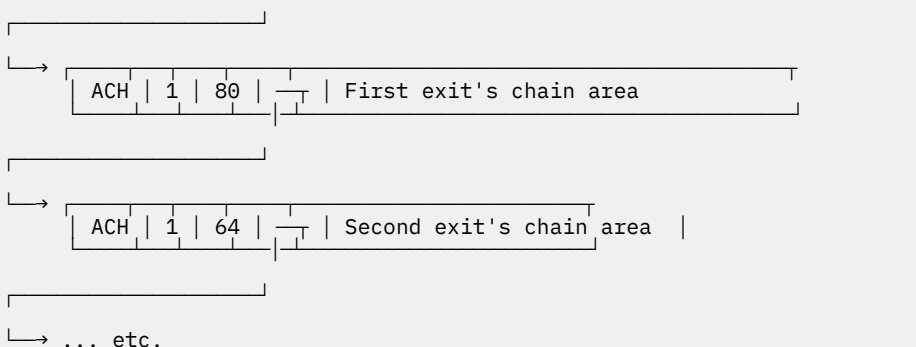 ACH │ 1 │ 80 │ ──┬ │ First exit's chain area
ACH │ 1 │ 64 │ ──┬ │ Second exit's chain area │
... etc.